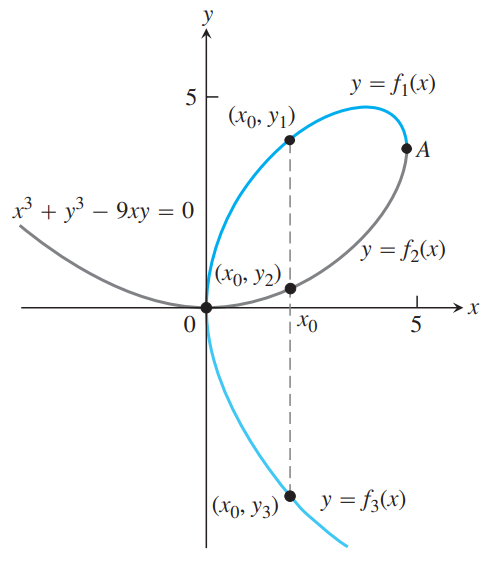 y
5
y = f₁(x)
(x₀, y₁)
A
x³ + y³ − 9xy = 0
y = f₂(x)
(x₀, y₂)
x
0
x₀
5
(x₀, y₃)
y = f₃(x)